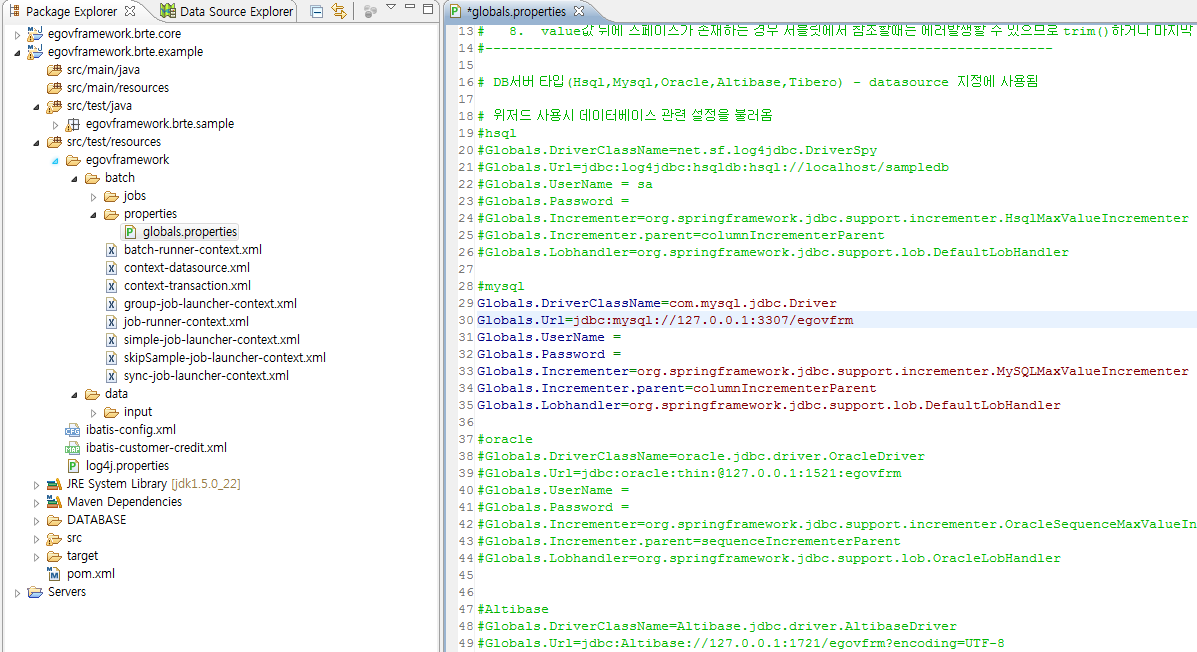 Package Explorer
Data Source Explorer
egovframework.brte.core
egovframework.brte.example
src/main/java
src/main/resources
src/test/java
egovframework.brte.sample
src/test/resources
egovframework
batch
jobs
properties
globals.properties
batch-runner-context.xml
context-datasource.xml
context-transaction.xml
group-job-launcher-context.xml
job-runner-context.xml
simple-job-launcher-context.xml
skipSample-job-launcher-context.xml
sync-job-launcher-context.xml
data
input
ibatis-config.xml
ibatis-customer-credit.xml
log4j.properties
JRE System Library [jdk1.5.0_22]
Maven Dependencies
DATABASE
src
target
pom.xml
Servers
*globals.properties
13 #   8.  value값 뒤에 스페이스가 존재하는 경우 서블릿에서 참조할때는 에러발생할 수 있으므로 trim()하거나 마지막
14 #-----------------------------------------------------------------------
15
16 # DB서버 타입(Hsql,Mysql,Oracle,Altibase,Tibero) - datasource 지정에 사용됨
17
18 # 위저드 사용시 데이터베이스 관련 설정을 불러옴
19 #hsql
20 #Globals.DriverClassName=net.sf.log4jdbc.DriverSpy
21 #Globals.Url=jdbc:log4jdbc:hsqldb:hsql://localhost/sampledb
22 #Globals.UserName = sa
23 #Globals.Password =
24 #Globals.Incrementer=org.springframework.jdbc.support.incrementer.HsqlMaxValueIncrementer
25 #Globals.Incrementer.parent=columnIncrementerParent
26 #Globals.Lobhandler=org.springframework.jdbc.support.lob.DefaultLobHandler
27
28 #mysql
29 Globals.DriverClassName=com.mysql.jdbc.Driver
30 Globals.Url=jdbc:mysql://127.0.0.1:3307/egovfrm
31 Globals.UserName =
32 Globals.Password =
33 Globals.Incrementer=org.springframework.jdbc.support.incrementer.MySQLMaxValueIncrementer
34 Globals.Incrementer.parent=columnIncrementerParent
35 Globals.Lobhandler=org.springframework.jdbc.support.lob.DefaultLobHandler
36
37 #oracle
38 #Globals.DriverClassName=oracle.jdbc.driver.OracleDriver
39 #Globals.Url=jdbc:oracle:thin:@127.0.0.1:1521:egovfrm
40 #Globals.UserName =
41 #Globals.Password =
42 #Globals.Incrementer=org.springframework.jdbc.support.incrementer.OracleSequenceMaxValueIn
43 #Globals.Incrementer.parent=sequenceIncrementerParent
44 #Globals.Lobhandler=org.springframework.jdbc.support.lob.OracleLobHandler
45
46
47 #Altibase
48 #Globals.DriverClassName=Altibase.jdbc.driver.AltibaseDriver
49 #Globals.Url=jdbc:Altibase://127.0.0.1:1721/egovfrm?encoding=UTF-8